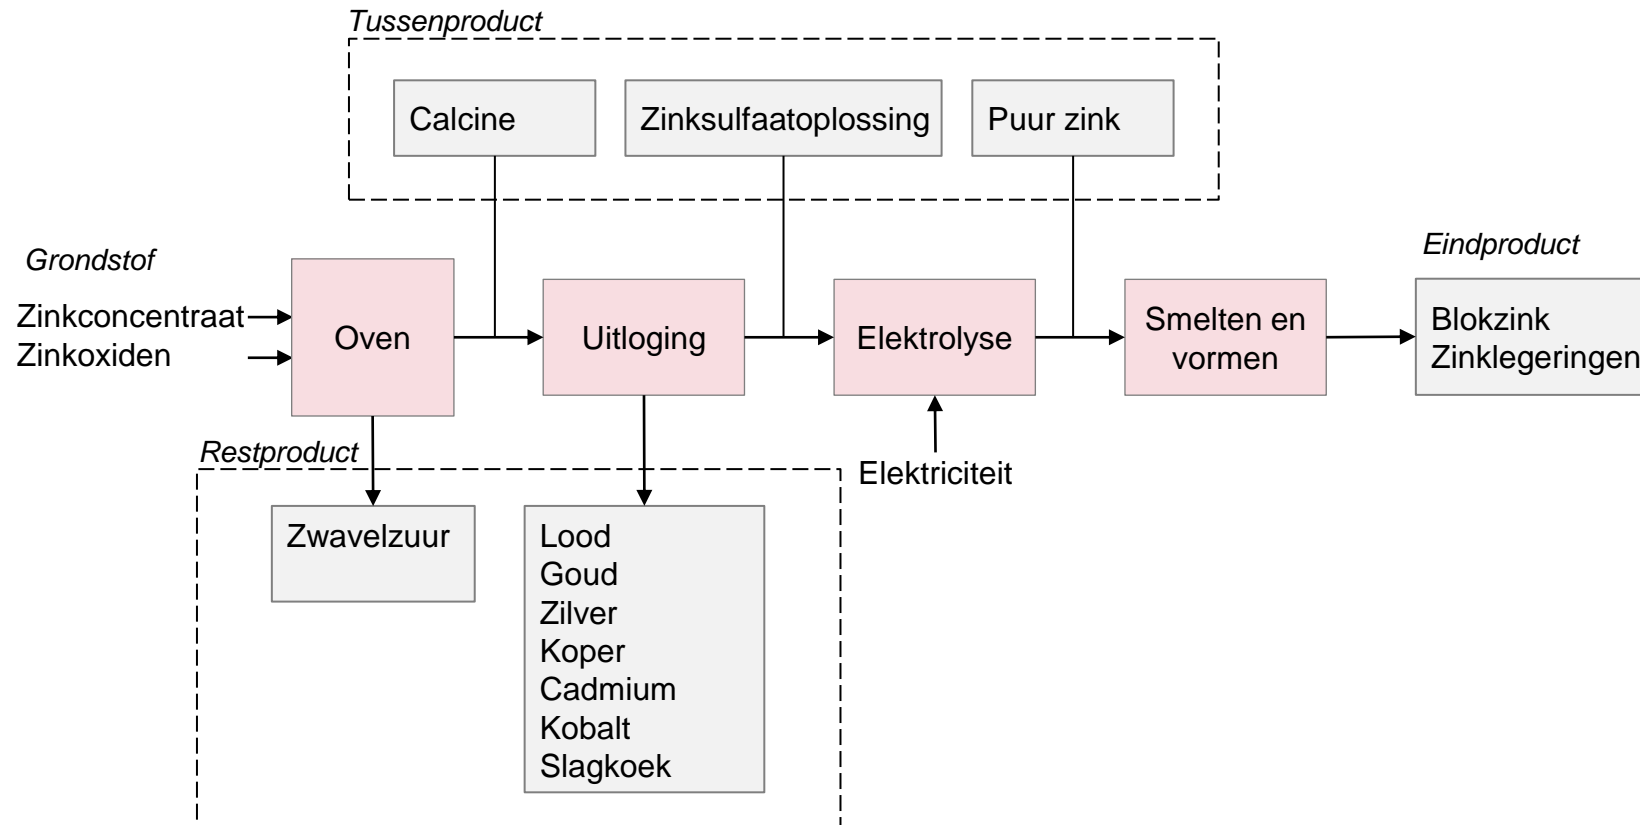 Tussenproduct
Calcine
Zinksulfaatoplossing
Puur zink
Grondstof
Zinkconcentraat
Zinkoxiden
Oven
Uitloging
Elektrolyse
Smelten en
vormen
Eindproduct
Blokzink
Zinklegeringen
Elektriciteit
Restproduct
Zwavelzuur
Lood
Goud
Zilver
Koper
Cadmium
Kobalt
Slagkoek